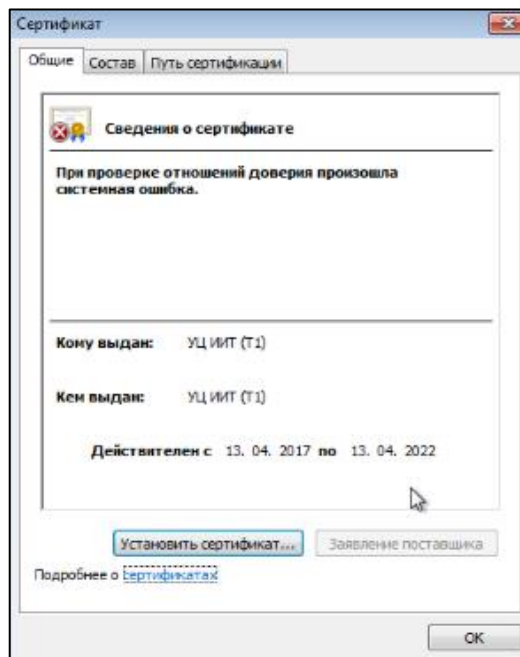 Сертификат
Общие Состав Путь сертификации
Сведения о сертификате
При проверке отношений доверия произошла
системная ошибка.
Кому выдан: УЦ ИИТ (Т1)
Кем выдан: УЦ ИИТ (Т1)
Действителен с 13. 04. 2017 по 13. 04. 2022
Установить сертификат... Заявление поставщика
Подробнее о сертификатах
ОК